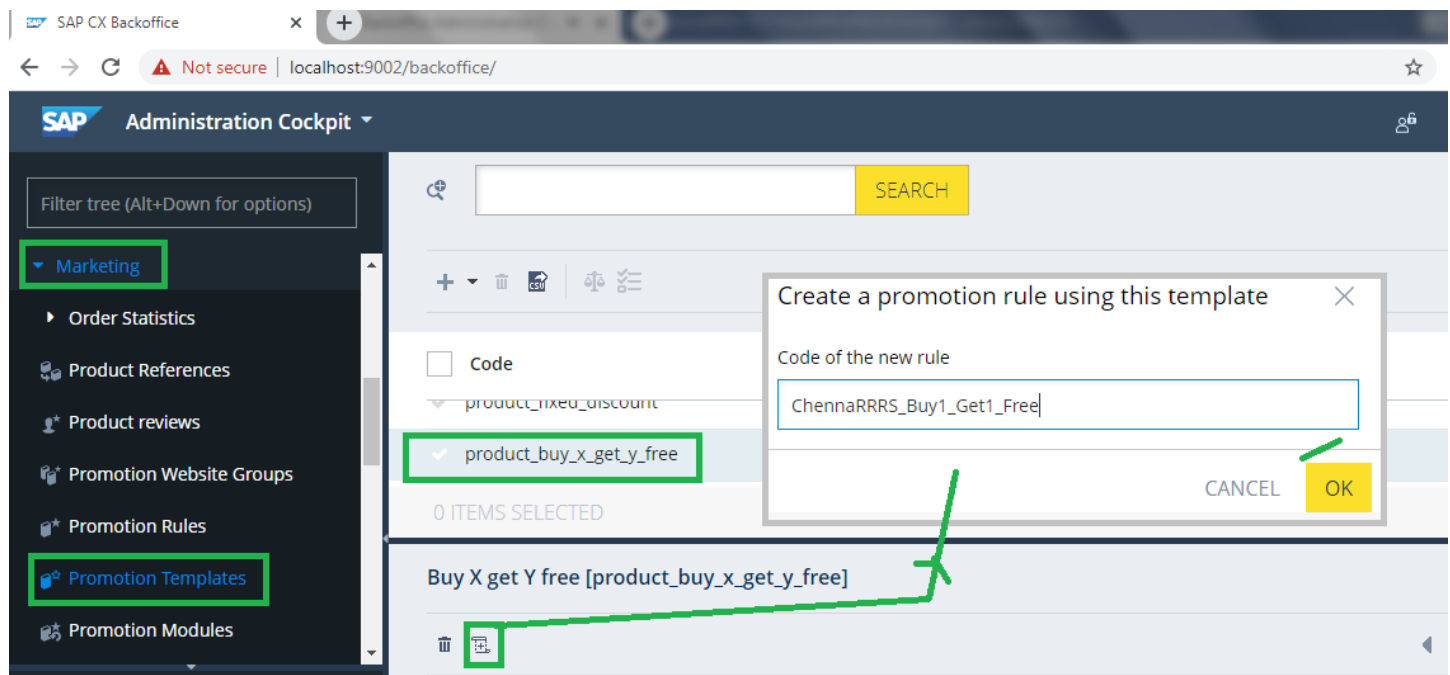 SAP CX Backoffice
Not secure | localhost:9002/backoffice/
SAP Administration Cockpit
Filter tree (Alt+Down for options)
SEARCH
Marketing
Order Statistics
Product References
Product reviews
Promotion Website Groups
Promotion Rules
Promotion Templates
Promotion Modules
CSV
Code
product_fixed_discount
product_buy_x_get_y_free
0 ITEMS SELECTED
Create a promotion rule using this template
Code of the new rule
ChennaRRRS_Buy1_Get1_Free
CANCEL OK
Buy X get Y free [product_buy_x_get_y_free]